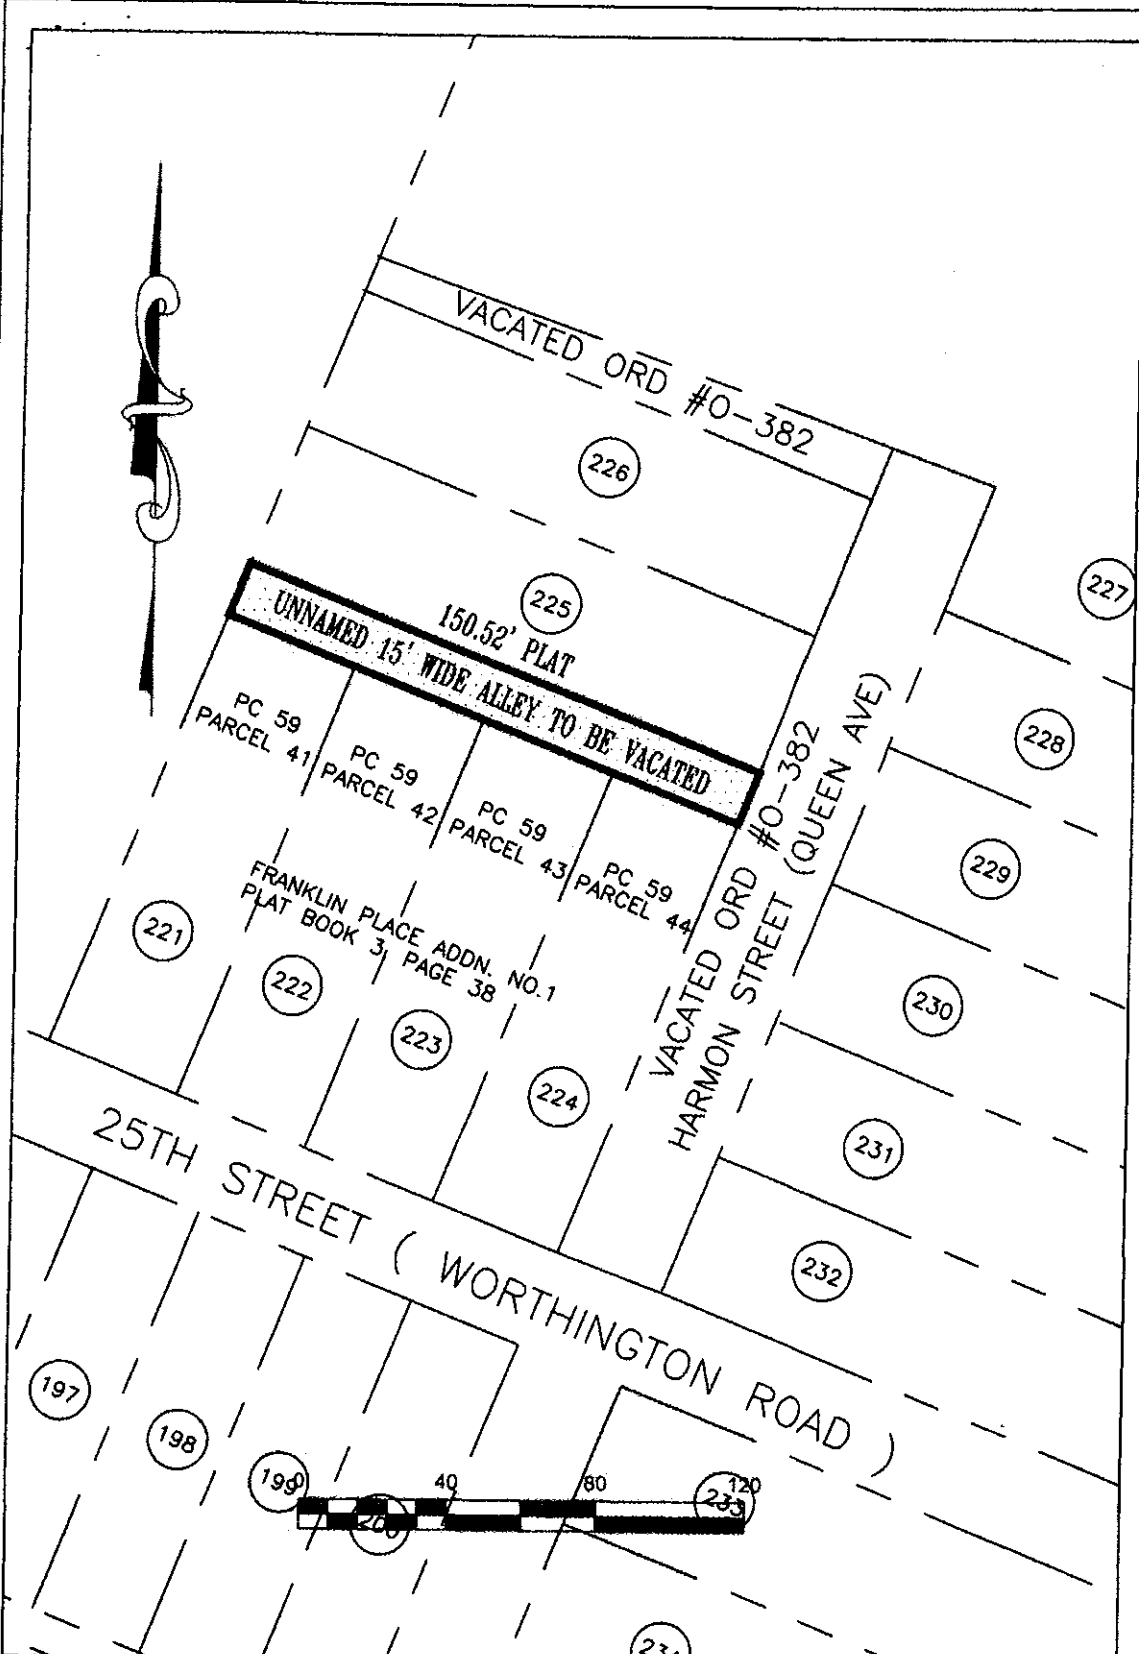 VACATED ORD #O-382
226
227
225
150.52' PLAT
UNNAMED 15' WIDE ALLEY TO BE VACATED
228
PC 59
PARCEL 41
PC 59
PARCEL 42
PC 59
PARCEL 43
PC 59
PARCEL 44
VACATED ORD #O-382
HARMON STREET (QUEEN AVE)
229
FRANKLIN PLACE ADDN. NO.1
PLAT BOOK 3, PAGE 38
221
222
223
224
230
231
232
25TH STREET ( WORTHINGTON ROAD )
197
198
199
0 40 80 120
200
233